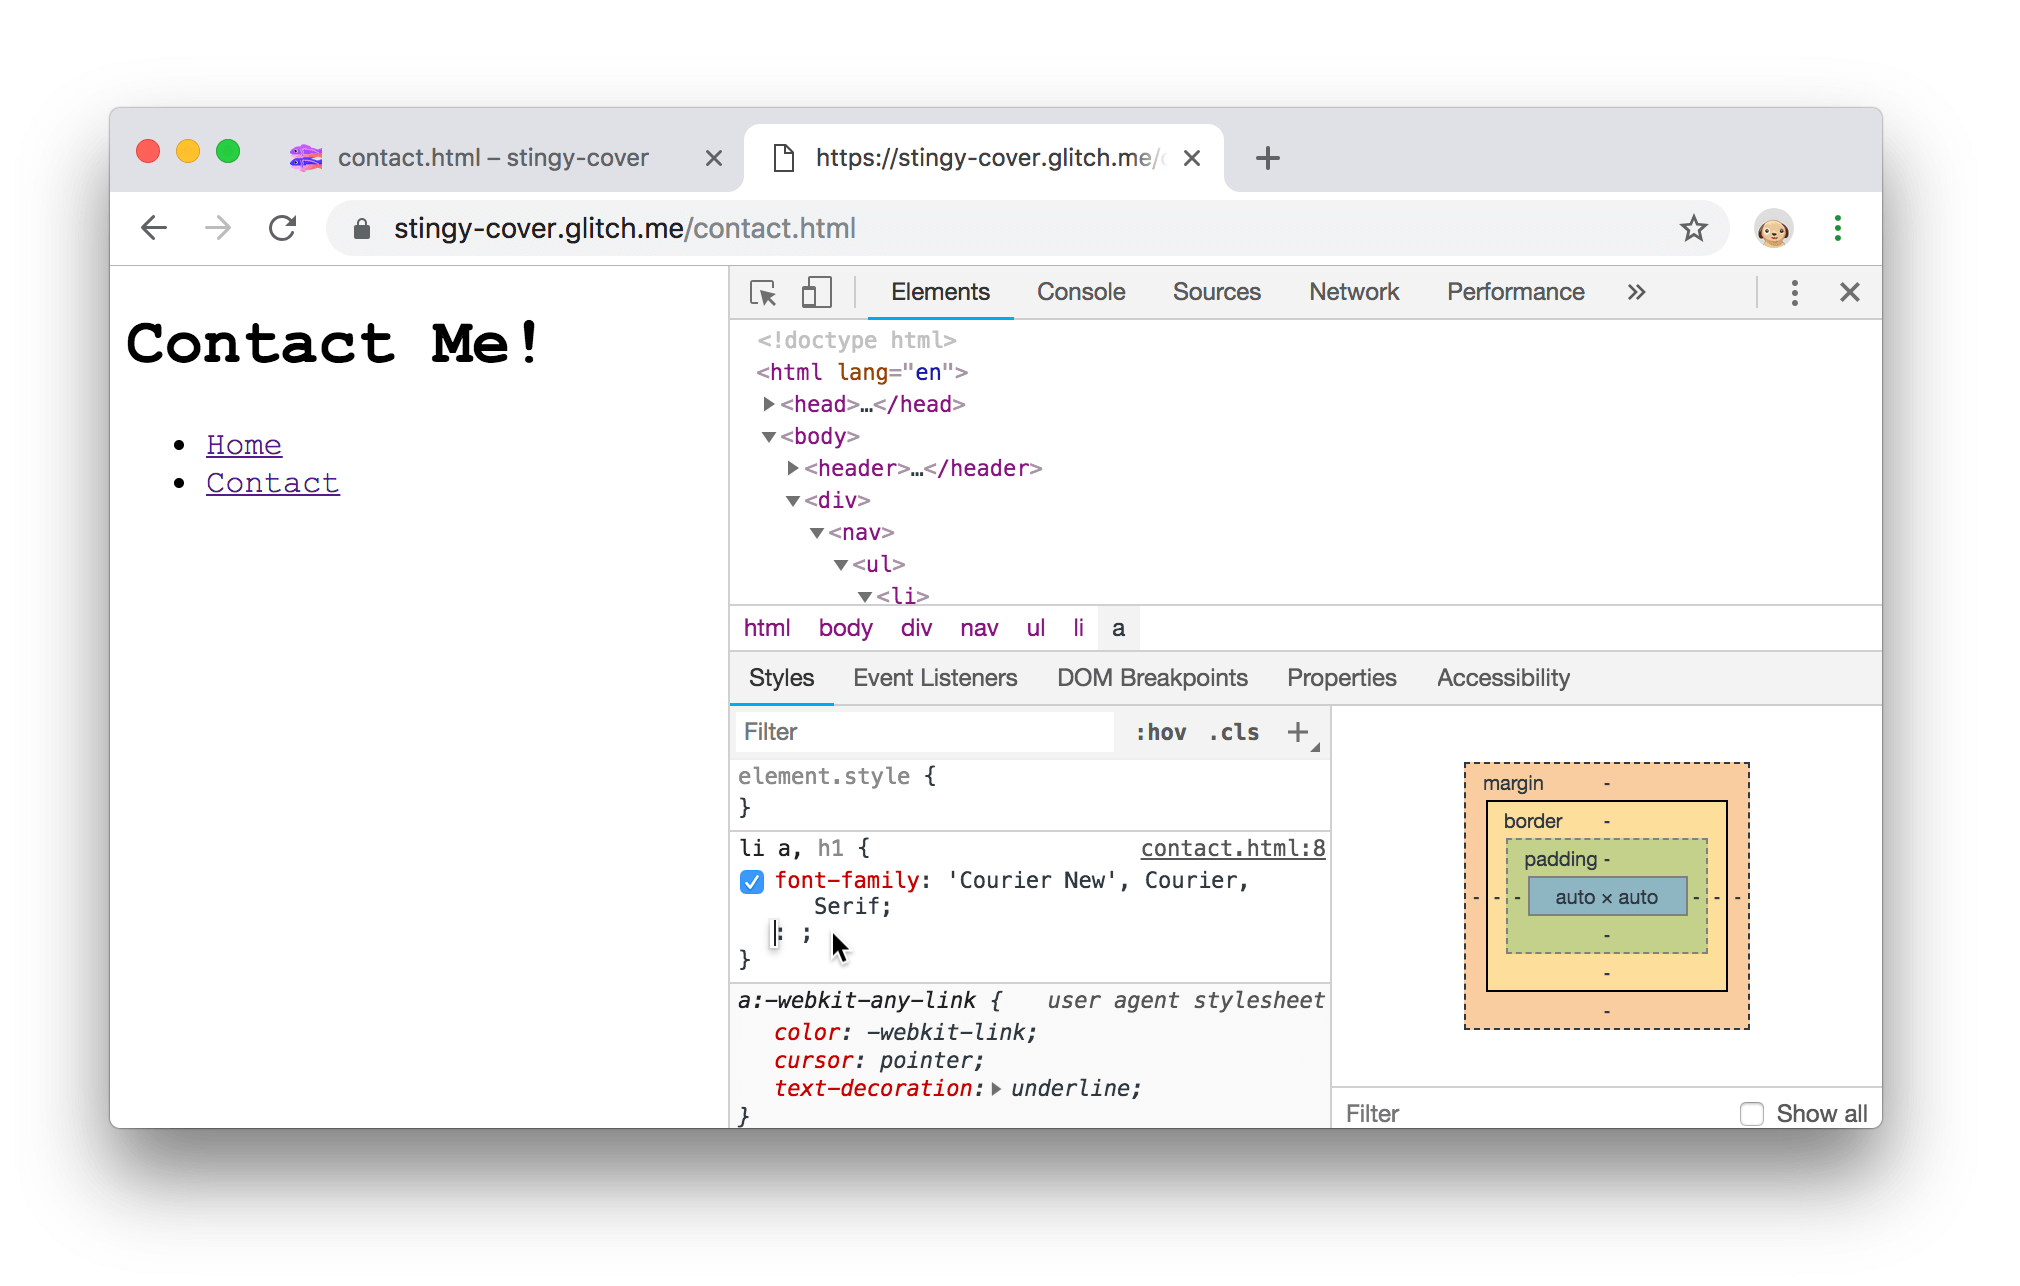 contact.html – stingy-cover
https://stingy-cover.glitch.me/
stingy-cover.glitch.me/contact.html
Contact Me!
Home
Contact
Elements Console Sources Network Performance
<!doctype html>
<html lang="en">
<head>…</head>
<body>
<header>…</header>
<div>
<nav>
<ul>
<li>
html body div nav ul li a
Styles Event Listeners DOM Breakpoints Properties Accessibility
Filter :hov .cls +
element.style {
}
li a, h1 { contact.html:8
font-family: 'Courier New', Courier,
Serif;
: ;
}
a:-webkit-any-link { user agent stylesheet
color: -webkit-link;
cursor: pointer;
text-decoration: underline;
}
margin -
border -
padding -
- - - auto × auto - - -
-
-
-
Filter Show all